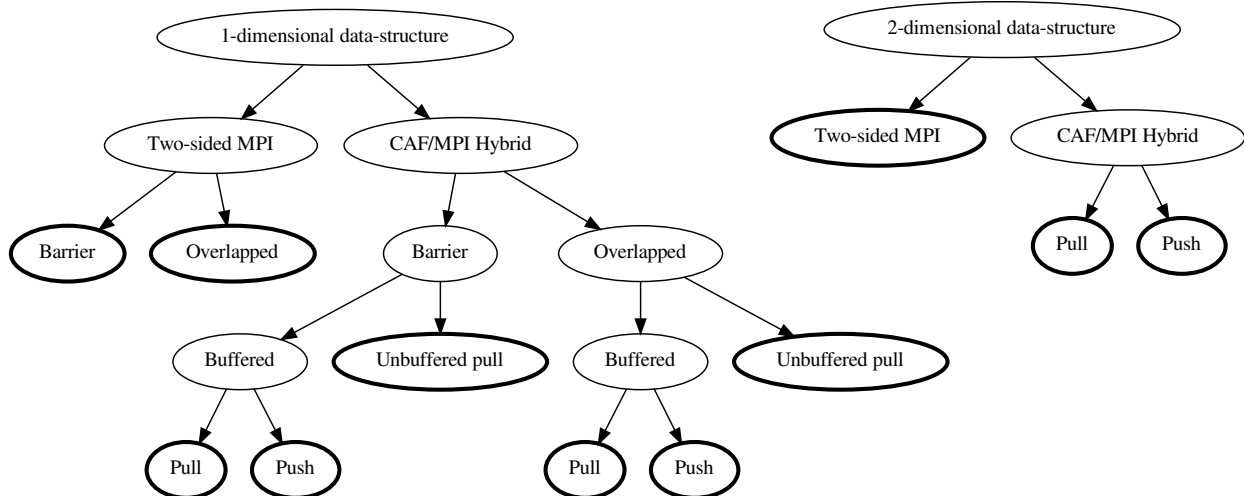 1-dimensional data-structure
2-dimensional data-structure
Two-sided MPI
CAF/MPI Hybrid
Two-sided MPI
CAF/MPI Hybrid
Barrier
Overlapped
Barrier
Overlapped
Pull
Push
Buffered
Unbuffered pull
Buffered
Unbuffered pull
Pull
Push
Pull
Push